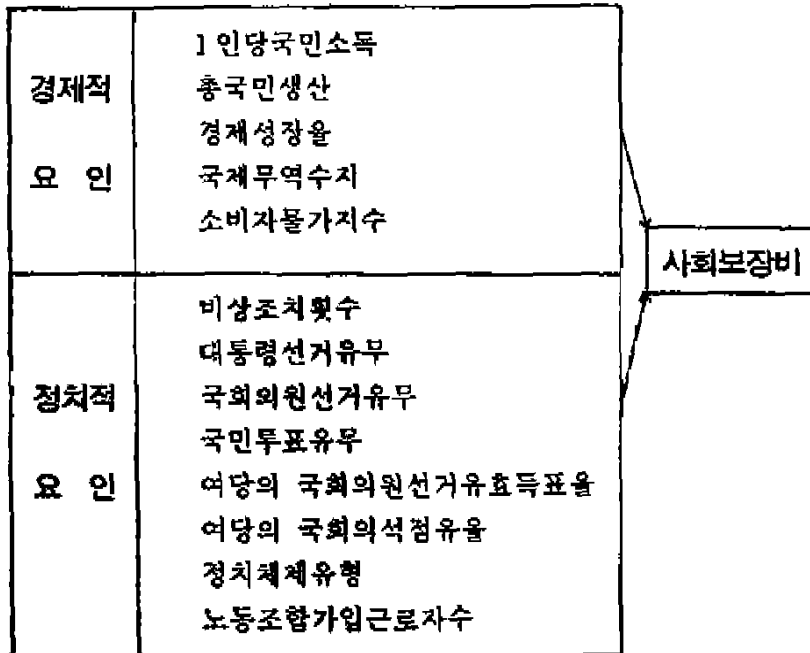 경제적
요 인
1인당국민소득
총국민생산
경제성장율
국제무역수지
소비자물가지수
사회보장비
정치적
요 인
비상조치횟수
대통령선거유무
국회의원선거유무
국민투표유무
여당의 국회의원선거유효득표율
여당의 국회의석점유율
정치체제유형
노동조합가입근로자수